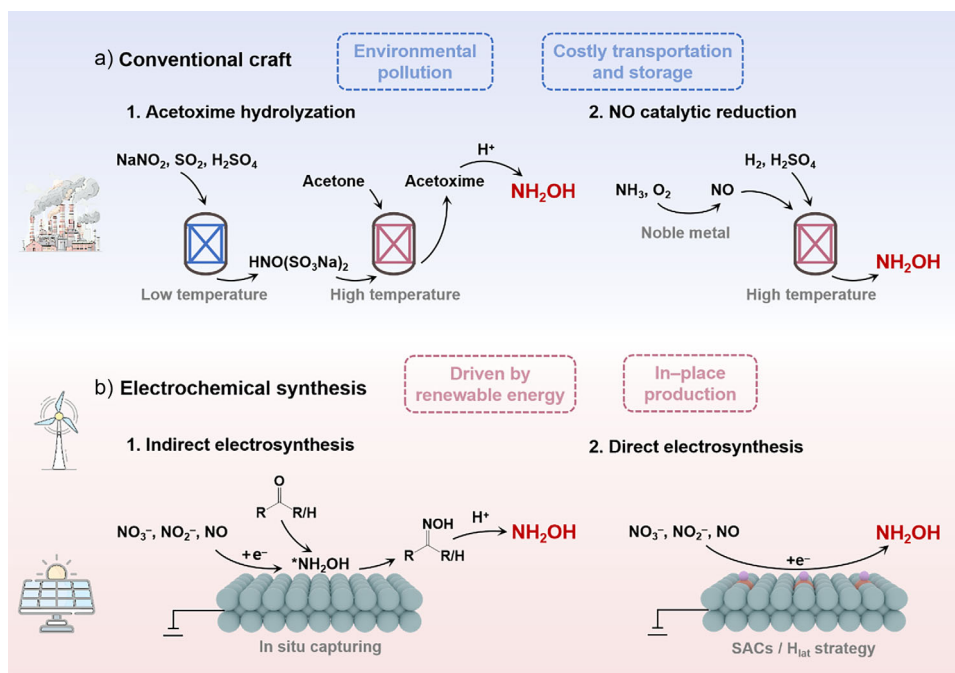 a) Conventional craft
Environmental
pollution
Costly transportation
and storage
1. Acetoxime hydrolyzation
NaNO₂, SO₂, H₂SO₄
Low temperature
HNO(SO₃Na)₂
Acetone
High temperature
Acetoxime
H⁺
NH₂OH
2. NO catalytic reduction
NH₃, O₂
NO
Noble metal
H₂, H₂SO₄
High temperature
NH₂OH
b) Electrochemical synthesis
Driven by
renewable energy
In–place
production
1. Indirect electrosynthesis
NO₃⁻, NO₂⁻, NO
+e⁻
O
R
R/H
*NH₂OH
NOH
R
R/H
H⁺
NH₂OH
In situ capturing
2. Direct electrosynthesis
NO₃⁻, NO₂⁻, NO
+e⁻
NH₂OH
SACs / Hlat strategy